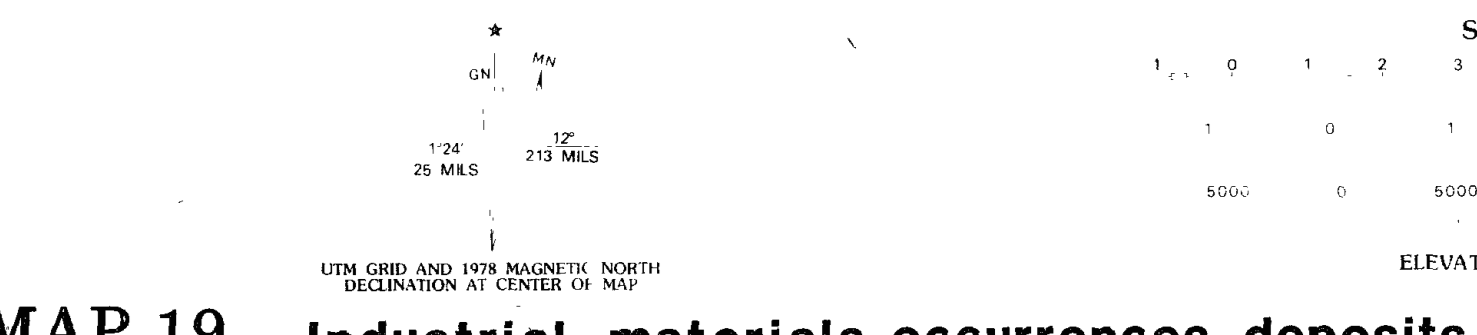 S
GN MN
1 0 1 2 3
1 0 1
1°24' 12°
25 MILS 213 MILS
5000 0 5000
UTM GRID AND 1978 MAGNETIC NORTH
DECLINATION AT CENTER OF MAP
ELEVAT
MAP 19 Industrial materials occurrences, deposits